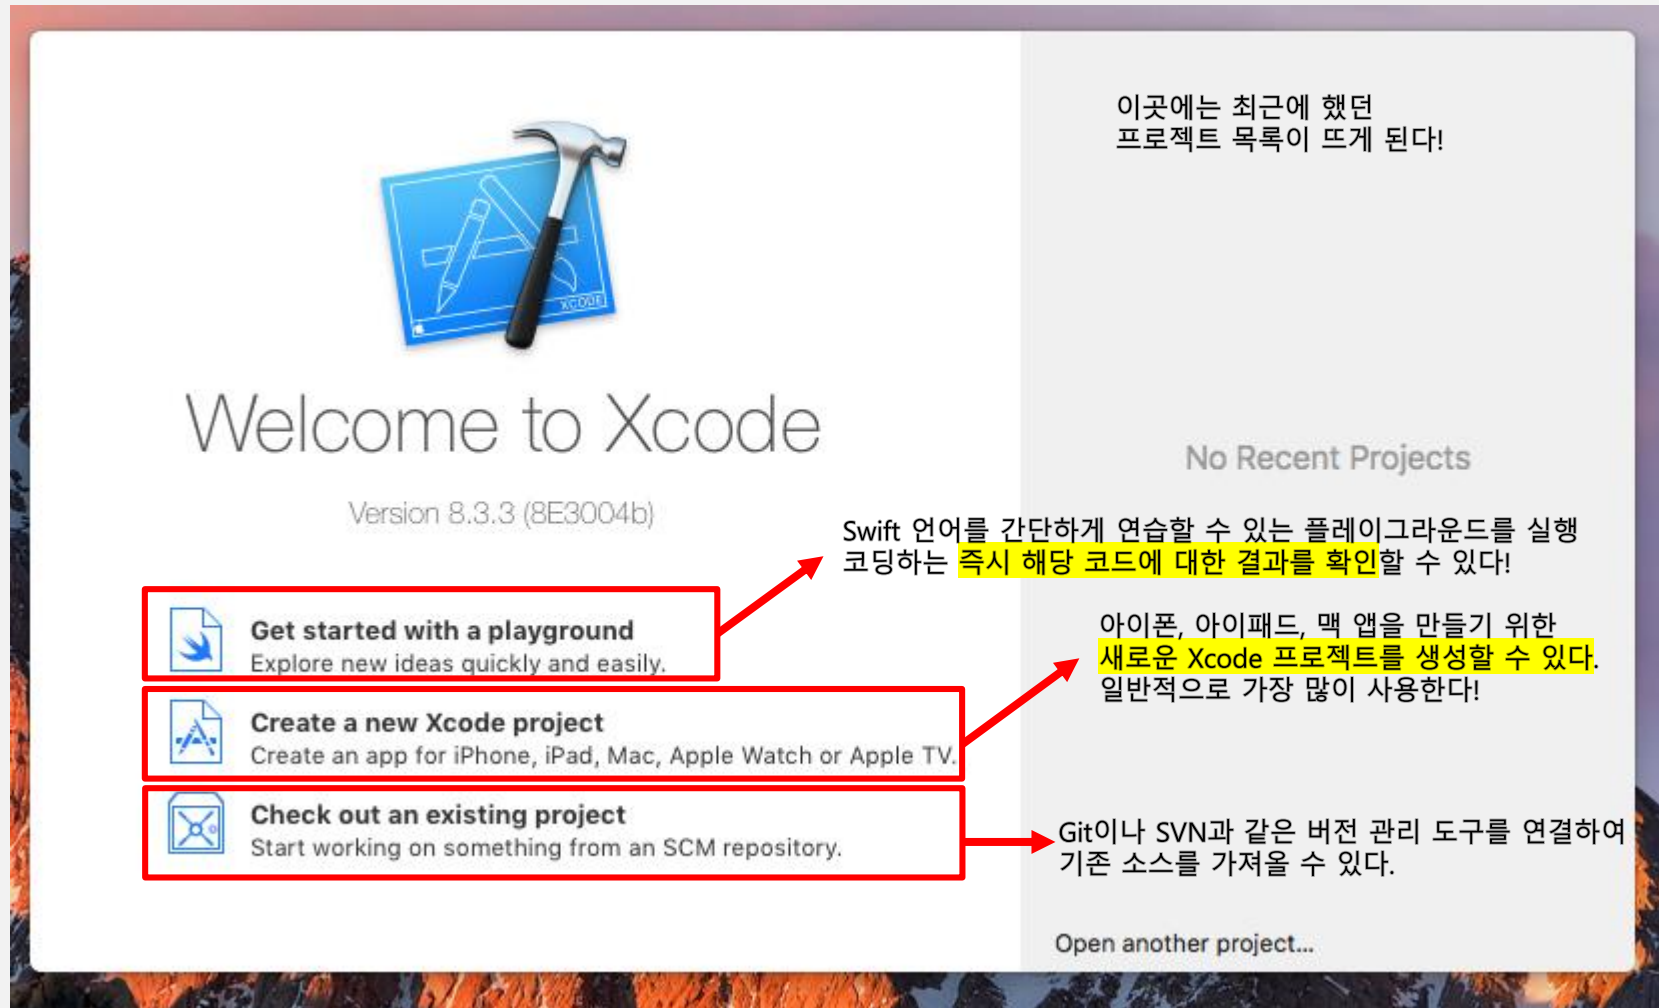 이곳에는 최근에 했던
프로젝트 목록이 뜨게 된다!
XCODE
Welcome to Xcode
Version 8.3.3 (8E3004b)
No Recent Projects
Swift 언어를 간단하게 연습할 수 있는 플레이그라운드를 실행
코딩하는 즉시 해당 코드에 대한 결과를 확인할 수 있다!
Get started with a playground
Explore new ideas quickly and easily.
아이폰, 아이패드, 맥 앱을 만들기 위한
새로운 Xcode 프로젝트를 생성할 수 있다.
일반적으로 가장 많이 사용한다!
Create a new Xcode project
Create an app for iPhone, iPad, Mac, Apple Watch or Apple TV.
Check out an existing project
Start working on something from an SCM repository.
Git이나 SVN과 같은 버전 관리 도구를 연결하여
기존 소스를 가져올 수 있다.
Open another project...